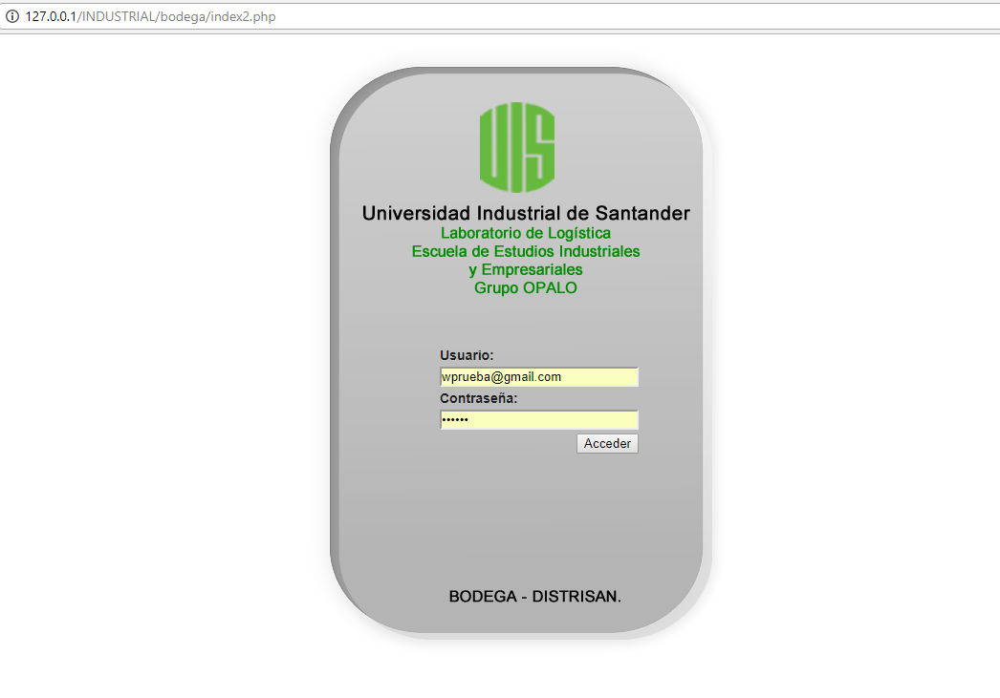 127.0.0.1/INDUSTRIAL/bodega/index2.php
UIS
Universidad Industrial de Santander
Laboratorio de Logística
Escuela de Estudios Industriales
y Empresariales
Grupo OPALO
Usuario:
wprueba@gmail.com
Contraseña:
••••••
Acceder
BODEGA - DISTRISAN.